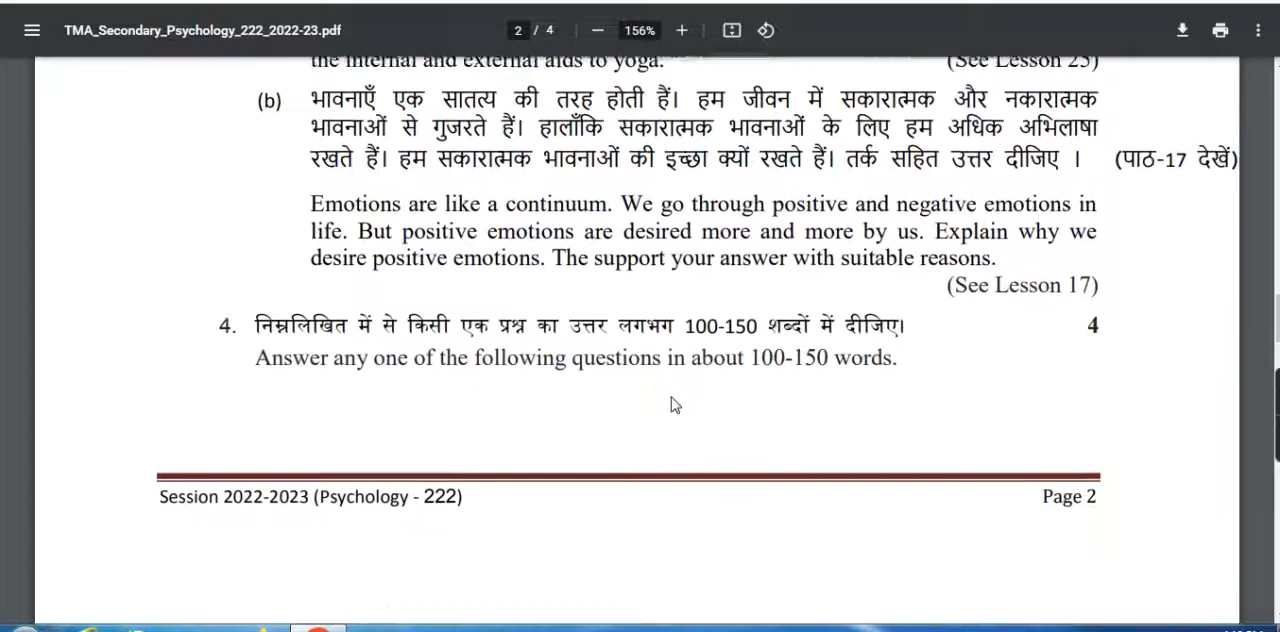 TMA_Secondary_Psychology_222_2022-23.pdf
2 / 4
156%
the internal and external aids to yoga. (See Lesson 25)
(b) भावनाएँ एक सातत्य की तरह होती हैं। हम जीवन में सकारात्मक और नकारात्मक
भावनाओं से गुजरते हैं। हालाँकि सकारात्मक भावनाओं के लिए हम अधिक अभिलाषा
रखते हैं। हम सकारात्मक भावनाओं की इच्छा क्यों रखते हैं। तर्क सहित उत्तर दीजिए । (पाठ-17 देखें)
Emotions are like a continuum. We go through positive and negative emotions in
life. But positive emotions are desired more and more by us. Explain why we
desire positive emotions. The support your answer with suitable reasons.
(See Lesson 17)
4. निम्नलिखित में से किसी एक प्रश्न का उत्तर लगभग 100-150 शब्दों में दीजिए। 4
Answer any one of the following questions in about 100-150 words.
Session 2022-2023 (Psychology - 222) Page 2